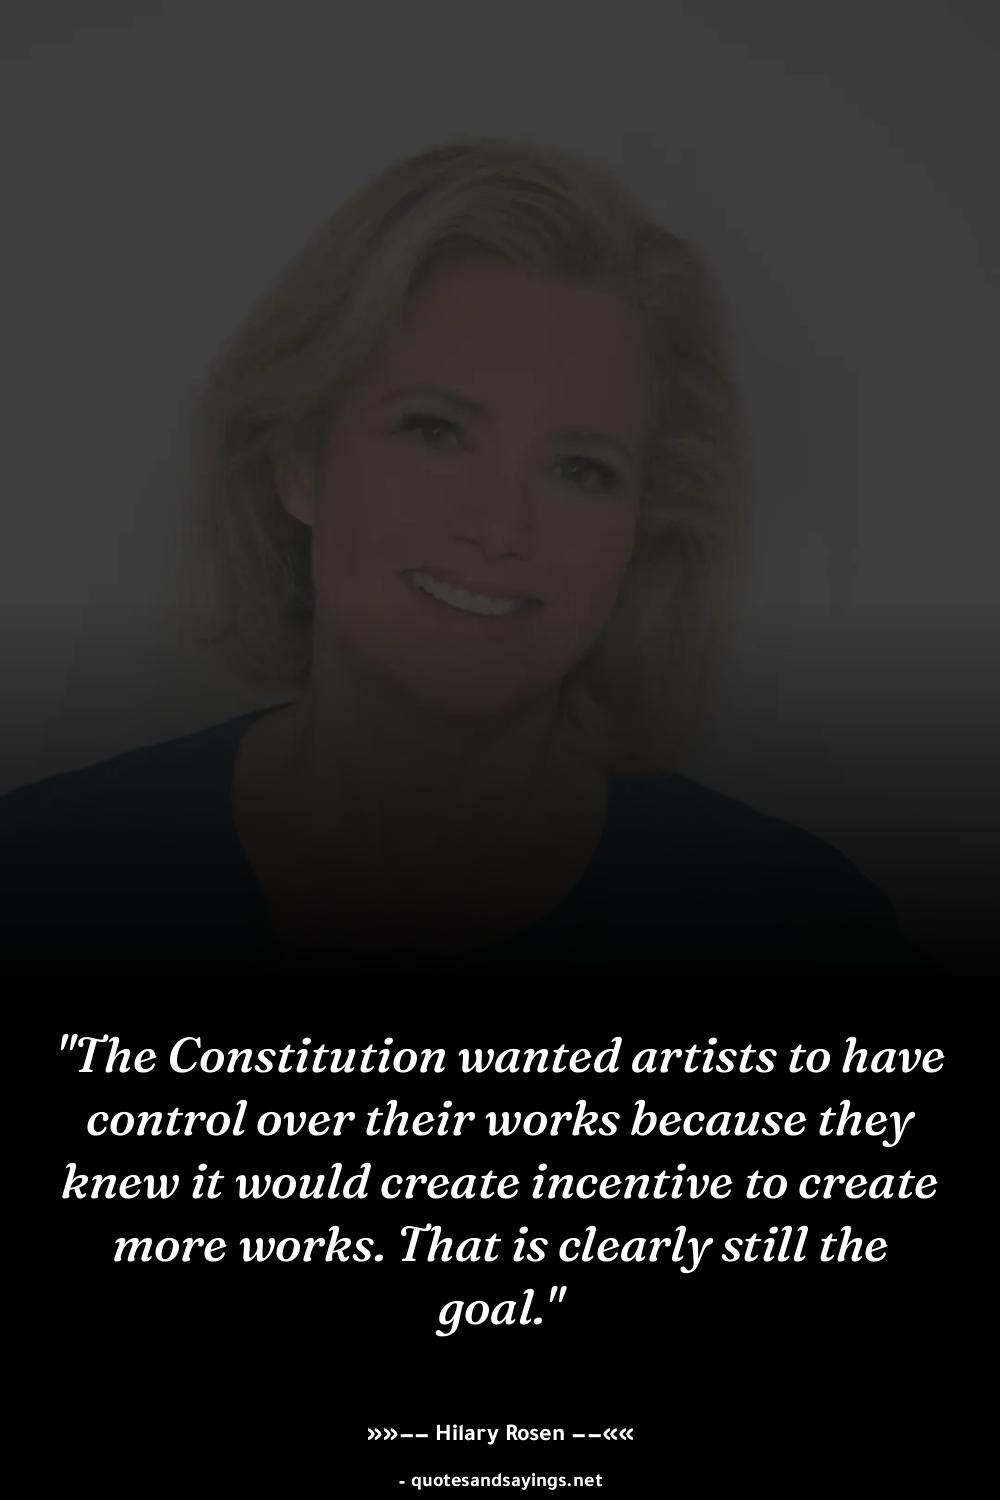 "The Constitution wanted artists to have
control over their works because they
knew it would create incentive to create
more works. That is clearly still the
goal."
»»−− Hilary Rosen −−««
- quotesandsayings.net